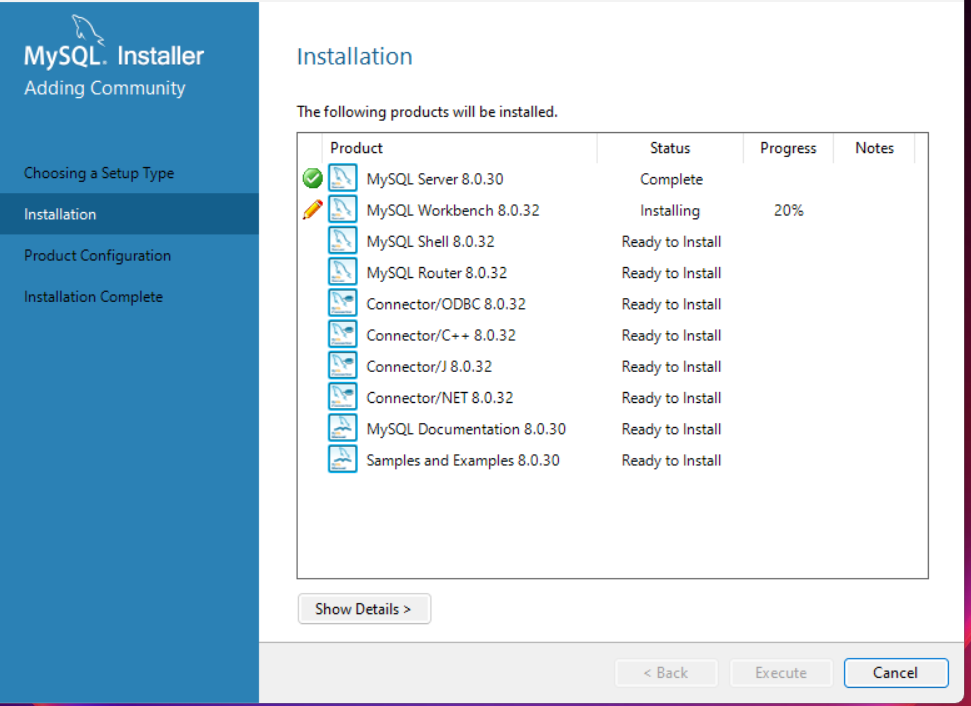 MySQL. Installer
Adding Community
Choosing a Setup Type
Installation
Product Configuration
Installation Complete
Installation
The following products will be installed.
Product Status Progress Notes
MySQL Server 8.0.30 Complete
MySQL Workbench 8.0.32 Installing 20%
MySQL Shell 8.0.32 Ready to Install
MySQL Router 8.0.32 Ready to Install
Connector/ODBC 8.0.32 Ready to Install
Connector/C++ 8.0.32 Ready to Install
Connector/J 8.0.32 Ready to Install
Connector/NET 8.0.32 Ready to Install
MySQL Documentation 8.0.30 Ready to Install
Samples and Examples 8.0.30 Ready to Install
Show Details >
< Back Execute Cancel